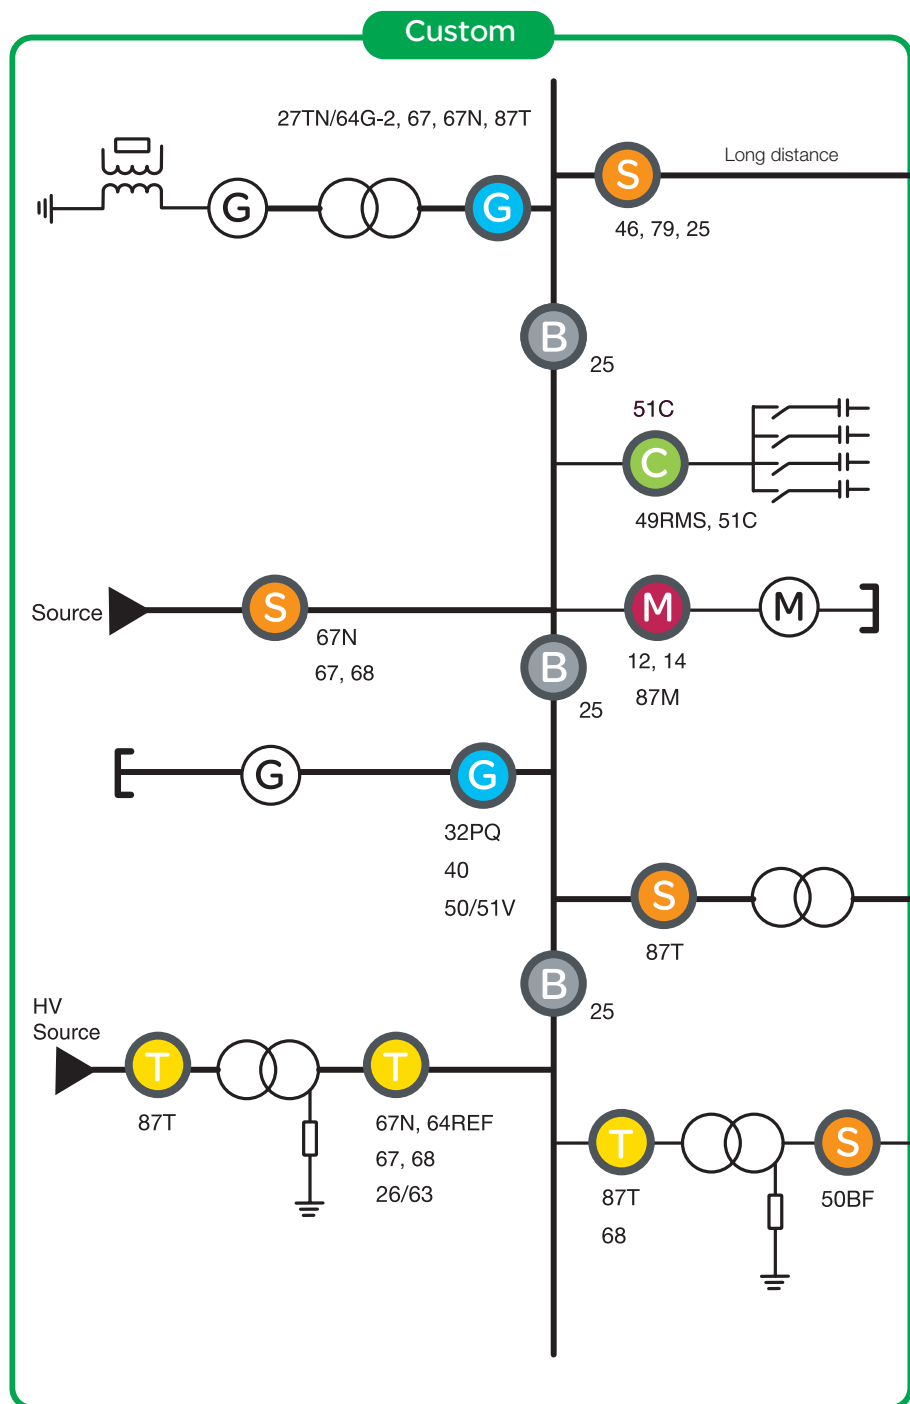 Custom
27TN/64G-2, 67, 67N, 87T
G
G
S
Long distance
46, 79, 25
B
25
51C
C
49RMS, 51C
Source
S
67N
67, 68
M
M
12, 14
87M
B
25
G
G
32PQ
40
50/51V
S
87T
B
25
HV
Source
T
T
87T
67N, 64REF
67, 68
26/63
T
S
87T
68
50BF